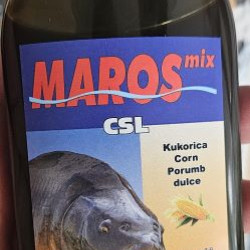 MAROS mix
CSL
Kukorica
Corn
Porumb
dulce